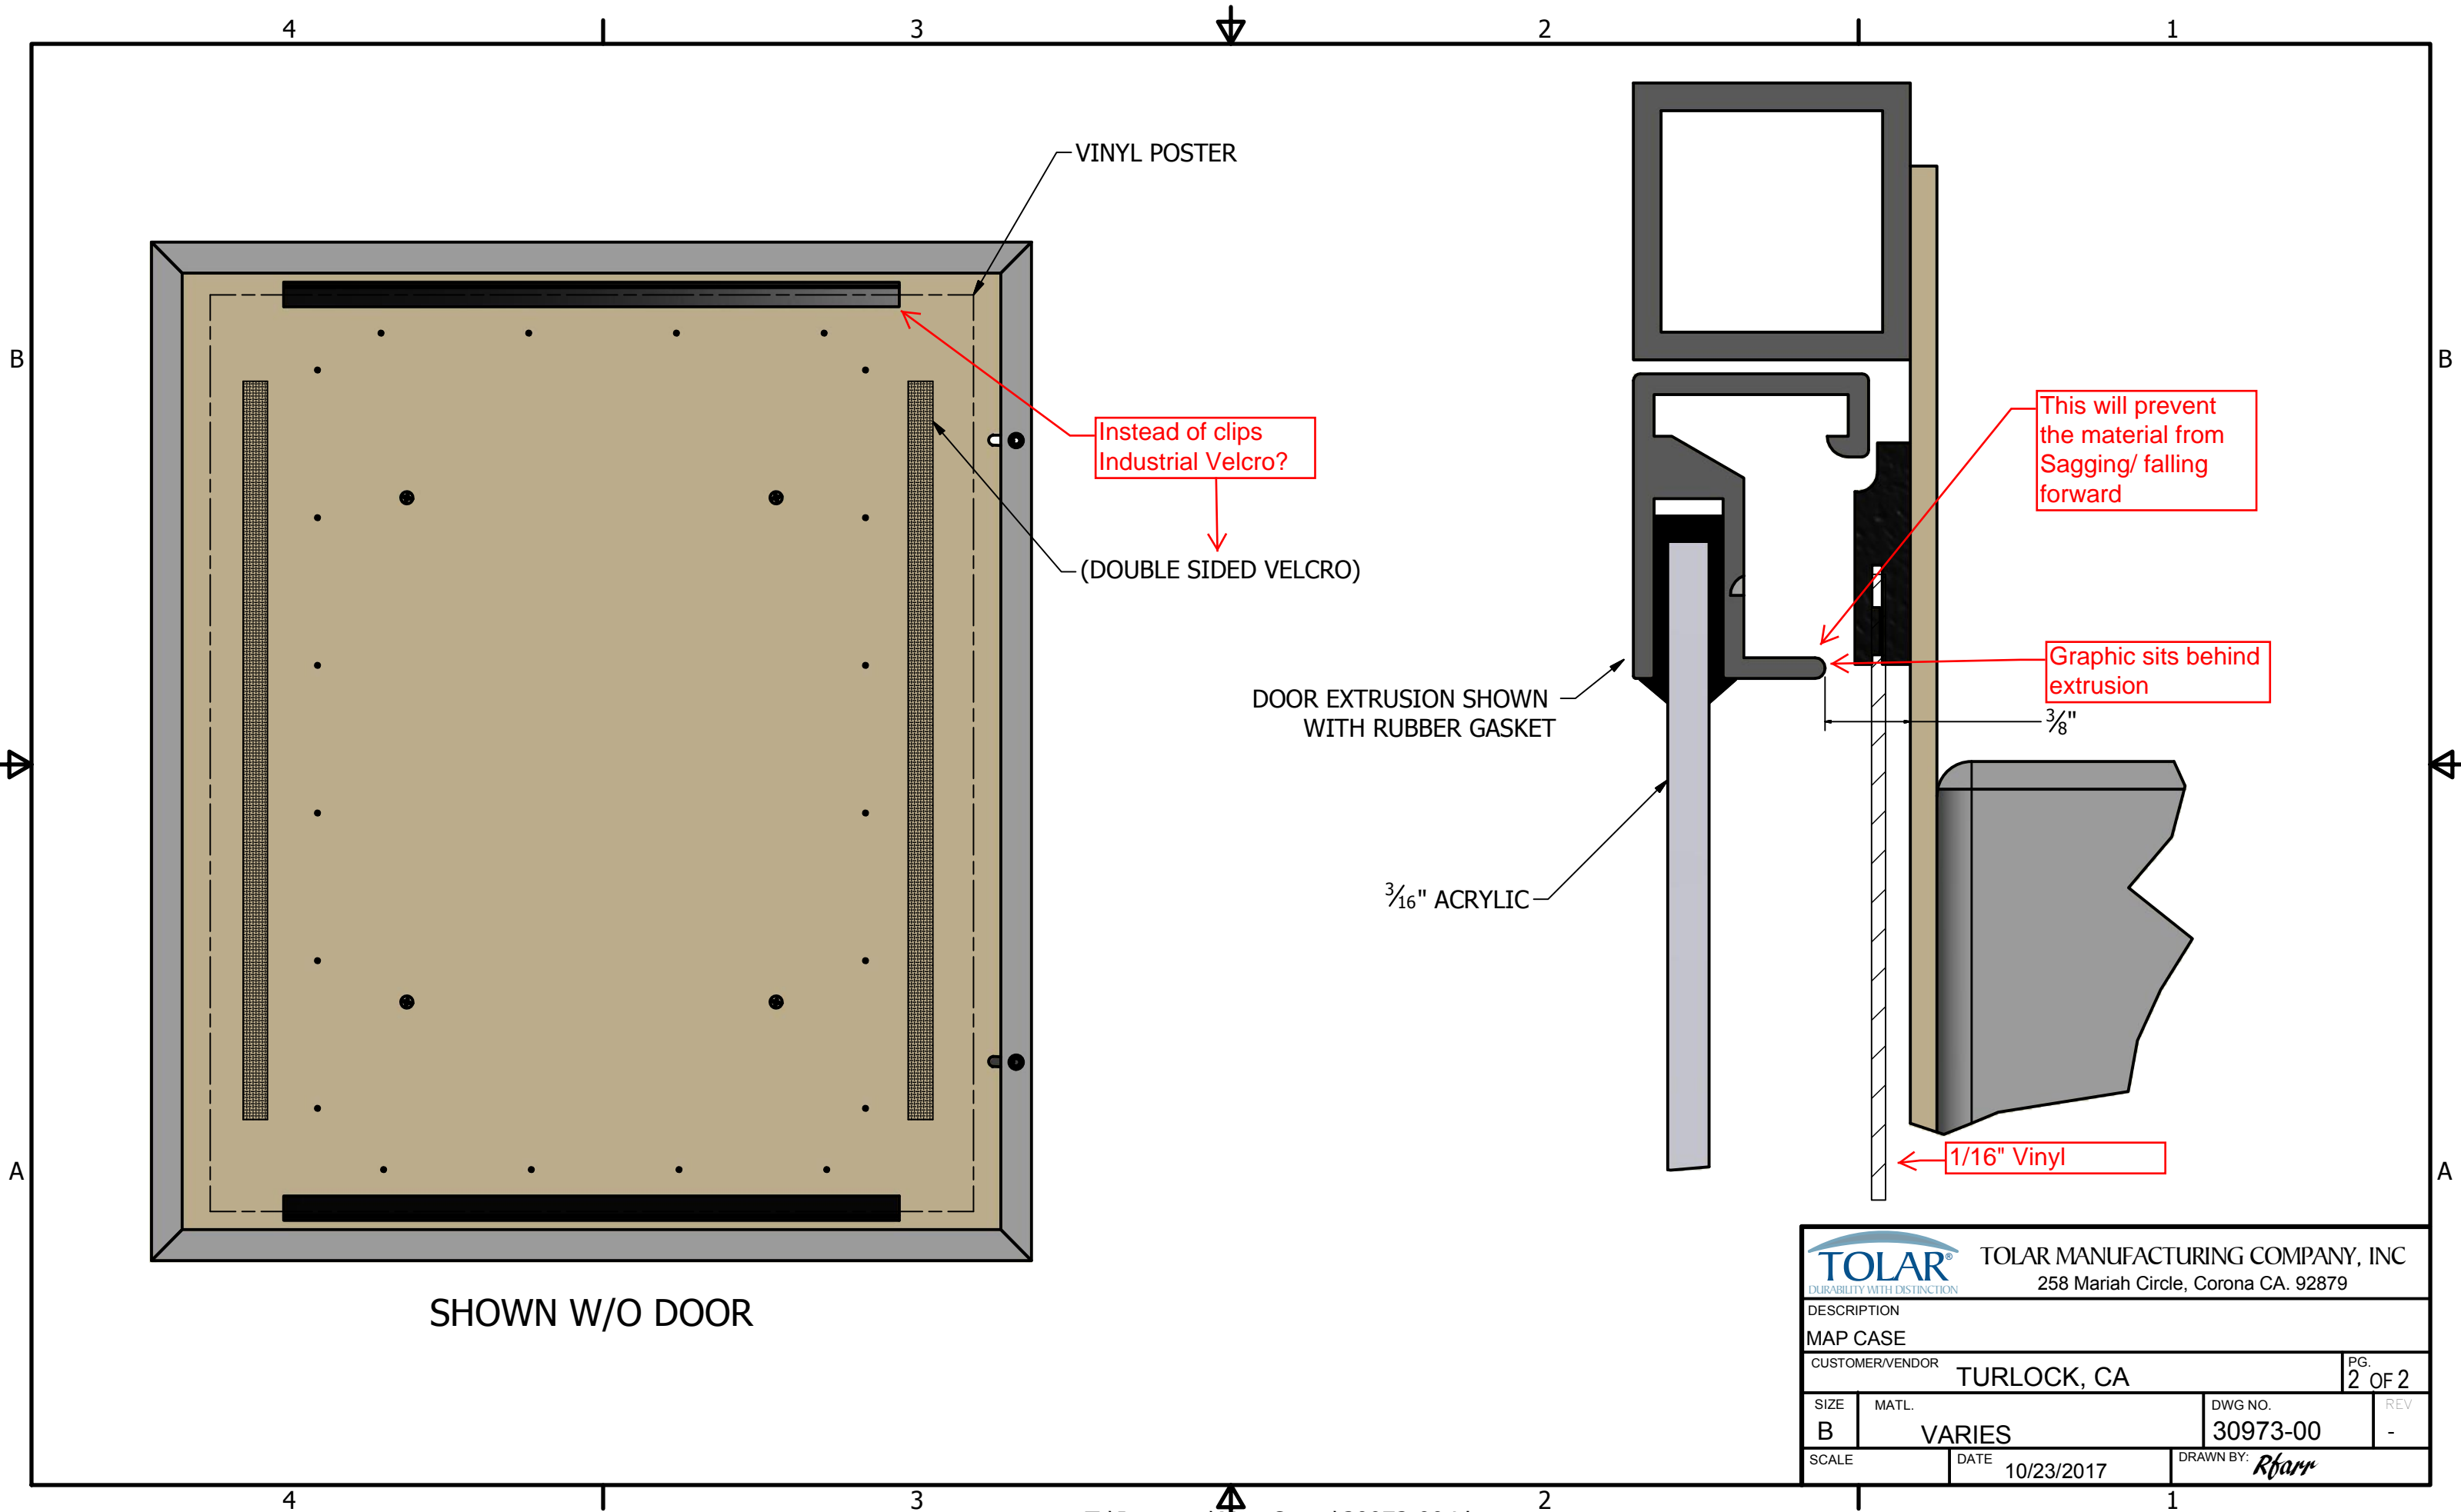 4
3
2
1
B
B
VINYL POSTER
Instead of clips
Industrial Velcro?
(DOUBLE SIDED VELCRO)
This will prevent
the material from
Sagging/ falling
forward
Graphic sits behind
extrusion
DOOR EXTRUSION SHOWN
WITH RUBBER GASKET
3/8"
3/16" ACRYLIC
1/16" Vinyl
A
A
SHOWN W/O DOOR
TOLAR®
DURABILITY WITH DISTINCTION
TOLAR MANUFACTURING COMPANY, INC
258 Mariah Circle, Corona CA. 92879
DESCRIPTION
MAP CASE
CUSTOMER/VENDOR
TURLOCK, CA
PG.
2 OF 2
SIZE
B
MATL.
VARIES
DWG NO.
30973-00
REV
-
SCALE
DATE
10/23/2017
DRAWN BY:
Rfarr
4
3
2
1